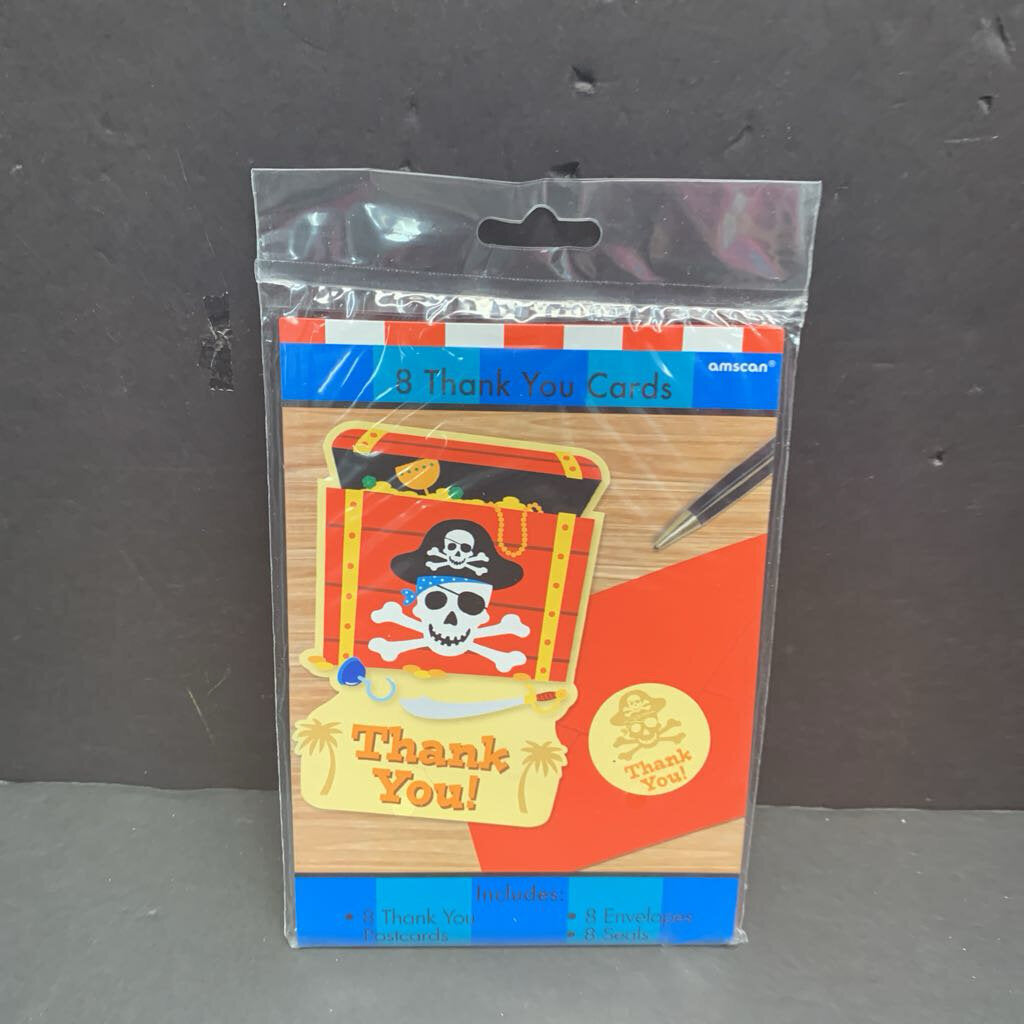 amscan®
8 Thank You Cards
Thank
You!
Thank
You!
Includes:
• 8 Thank You
Postcards
• 8 Envelopes
• 8 Seals